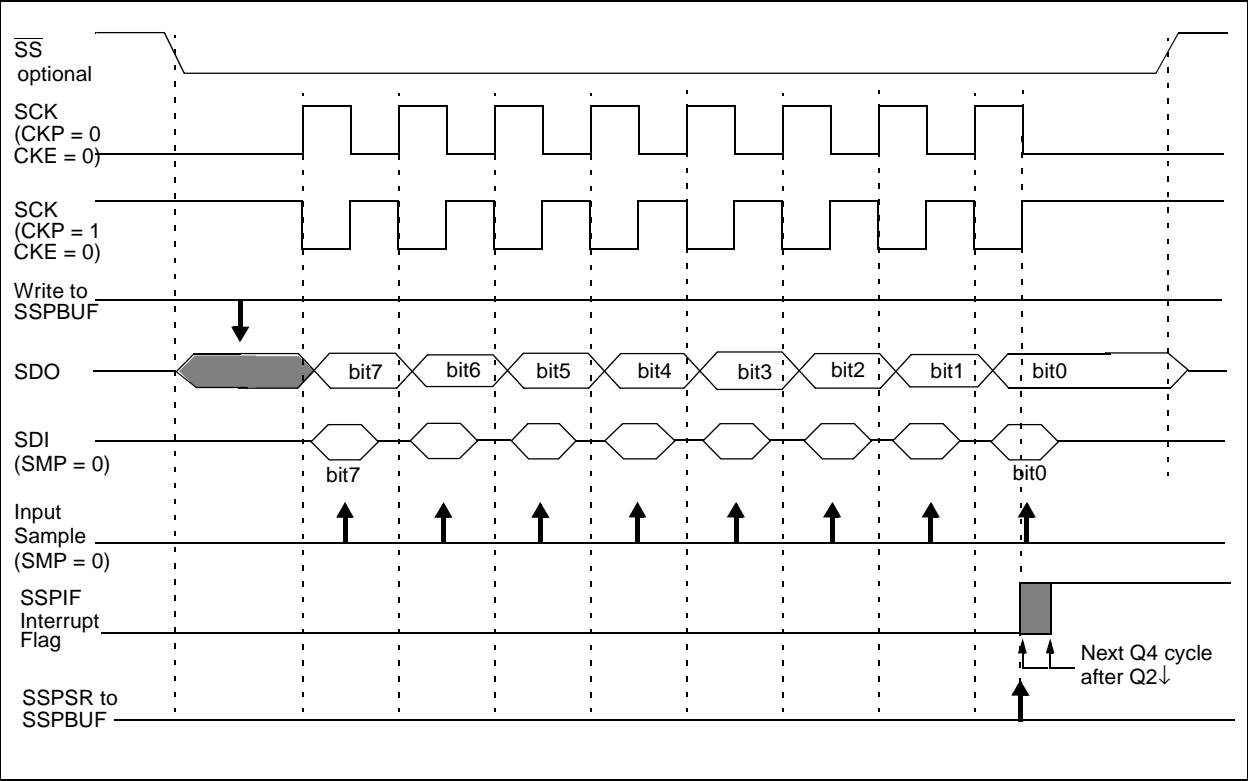 SS
optional
SCK
(CKP = 0
CKE = 0)
SCK
(CKP = 1
CKE = 0)
Write to
SSPBUF
SDO
bit7 bit6 bit5 bit4 bit3 bit2 bit1 bit0
SDI
(SMP = 0)
bit7
bit0
Input
Sample
(SMP = 0)
SSPIF
Interrupt
Flag
Next Q4 cycle
after Q2↓
SSPSR to
SSPBUF